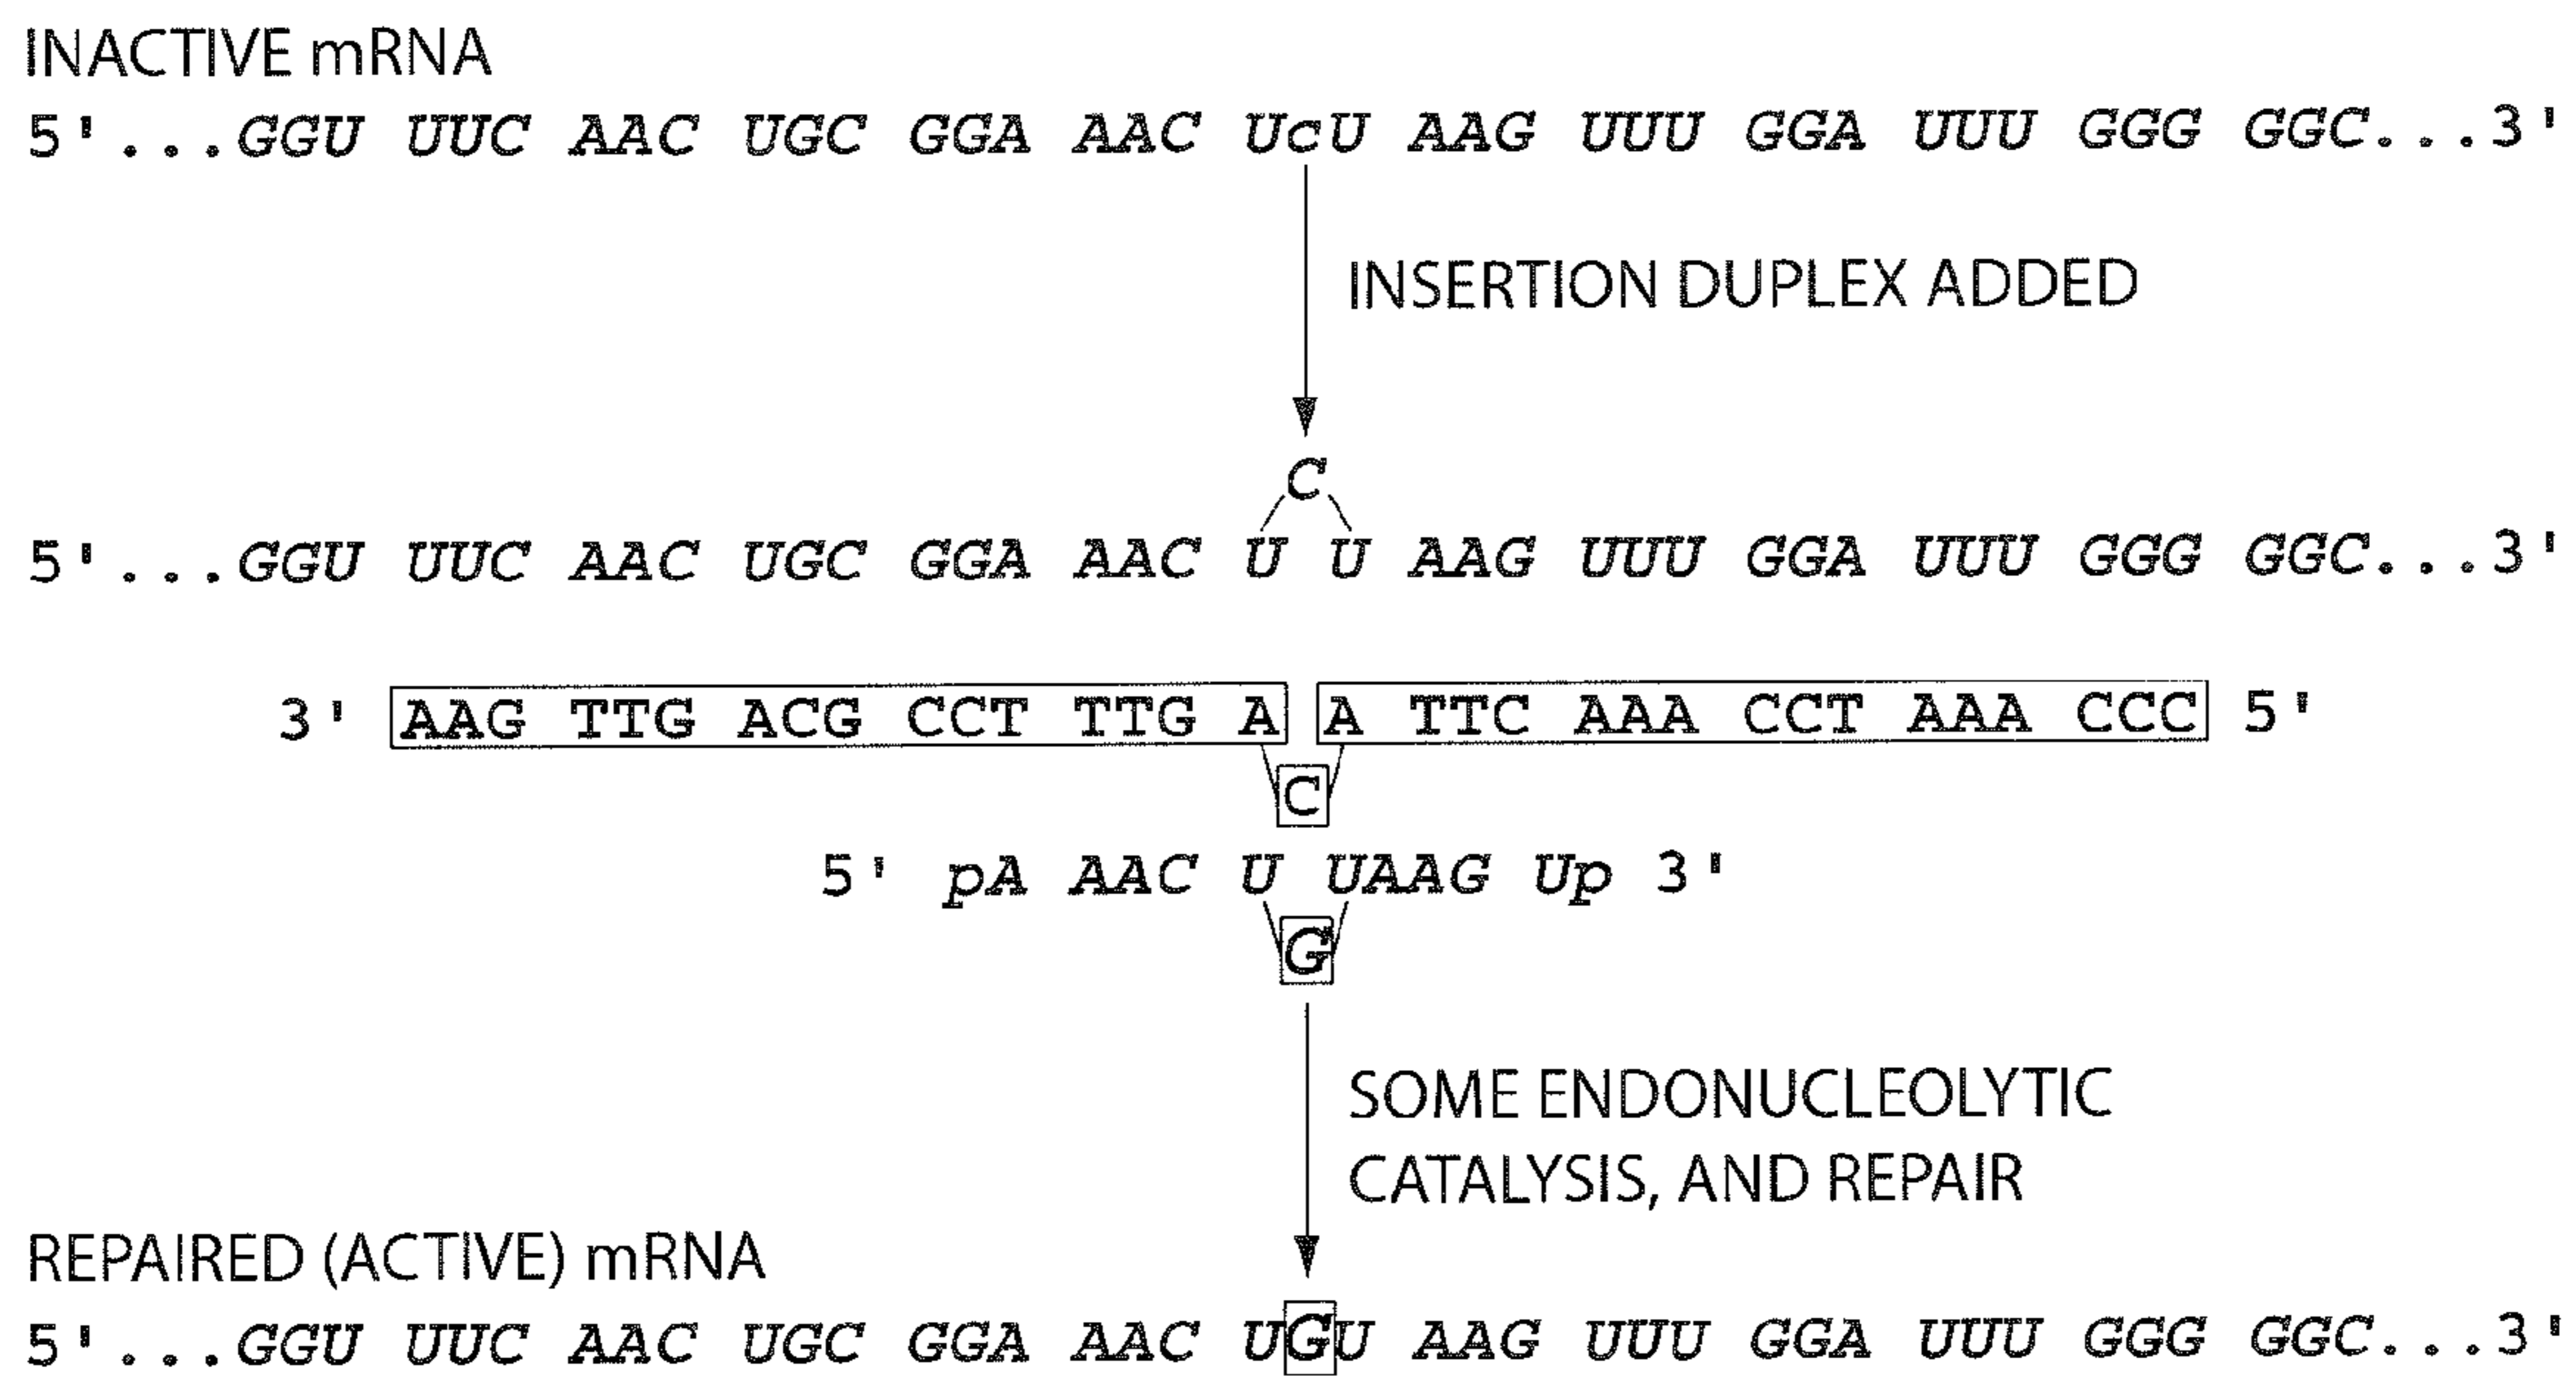 INACTIVE mRNA
5'...GGU UUC AAC UGC GGA AAC UcU AAG UUU GGA UUU GGG GGC...3'
INSERTION DUPLEX ADDED
C
5'...GGU UUC AAC UGC GGA AAC U U AAG UUU GGA UUU GGG GGC...3'
3' AAG TTG ACG CCT TTG A A TTC AAA CCT AAA CCC 5'
C
5' pA AAC U UAAG Up 3'
G
SOME ENDONUCLEOLYTIC
CATALYSIS, AND REPAIR
REPAIRED (ACTIVE) mRNA
5'...GGU UUC AAC UGC GGA AAC UGU AAG UUU GGA UUU GGG GGC...3'